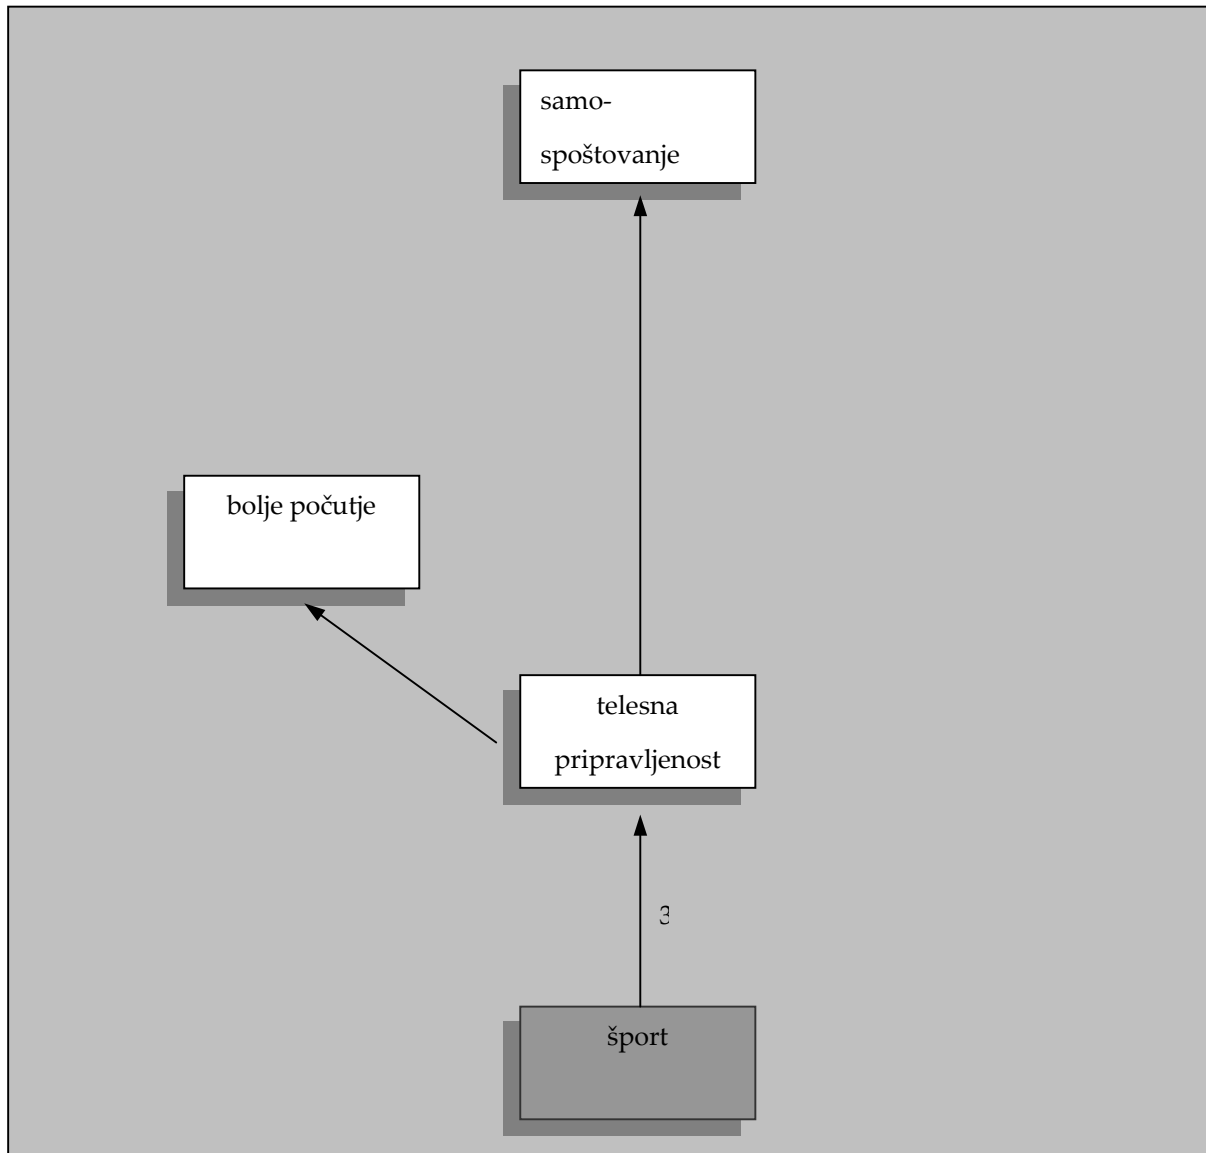 samo-
spoštovanje
bolje počutje
telesna
pripravljenost
3
šport